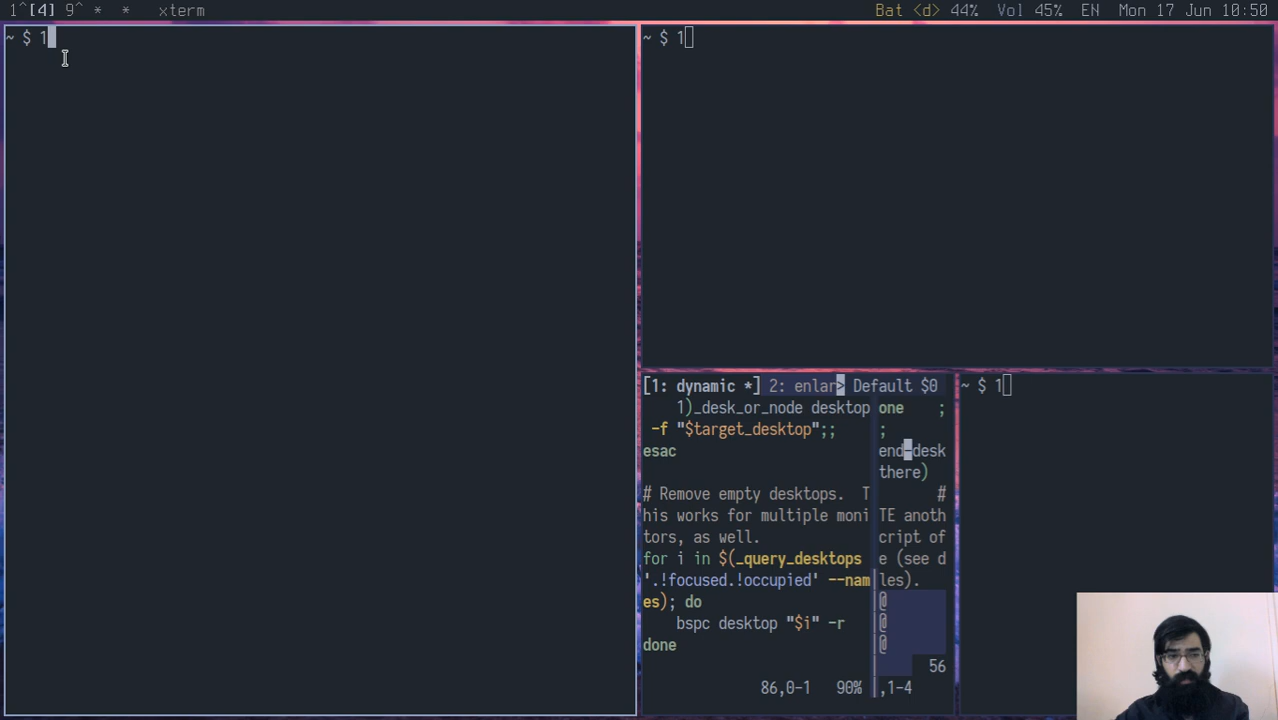 1^[4] 9^ * * xterm
Bat <d> 44% Vol 45% EN Mon 17 Jun 10:50
~ $ 1
~ $ 1
[1: dynamic *] 2: enlar> Default $0
1)_desk_or_node desktop
-f "$target_desktop";;
esac
# Remove empty desktops. T
his works for multiple moni
tors, as well.
for i in $(_query_desktops
'.!focused.!occupied' --nam
es); do
bspc desktop "$i" -r
done
86,0-1 90%
one ;
;
end-desk
there)
#
TE anoth
cript of
e (see d
les).
@
@
@
56
,1-4
~ $ 1